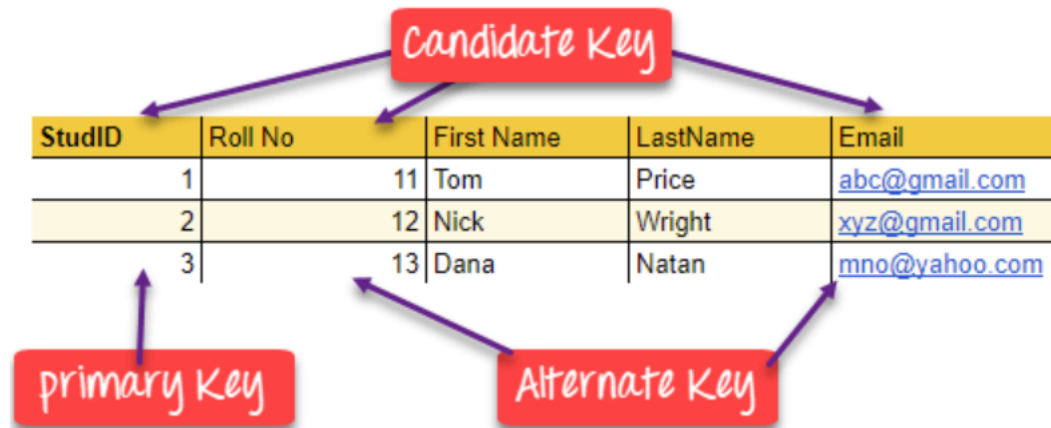 Candidate Key
StudID Roll No First Name LastName Email
1 11 Tom Price abc@gmail.com
2 12 Nick Wright xyz@gmail.com
3 13 Dana Natan mno@yahoo.com
primary Key Alternate Key